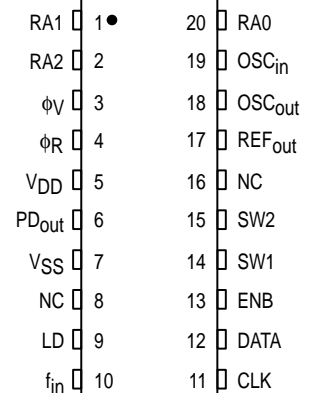 RA1 1 20 RA0
RA2 2 19 OSCin
ϕV 3 18 OSCout
ϕR 4 17 REFout
VDD 5 16 NC
PDout 6 15 SW2
VSS 7 14 SW1
NC 8 13 ENB
LD 9 12 DATA
fin 10 11 CLK